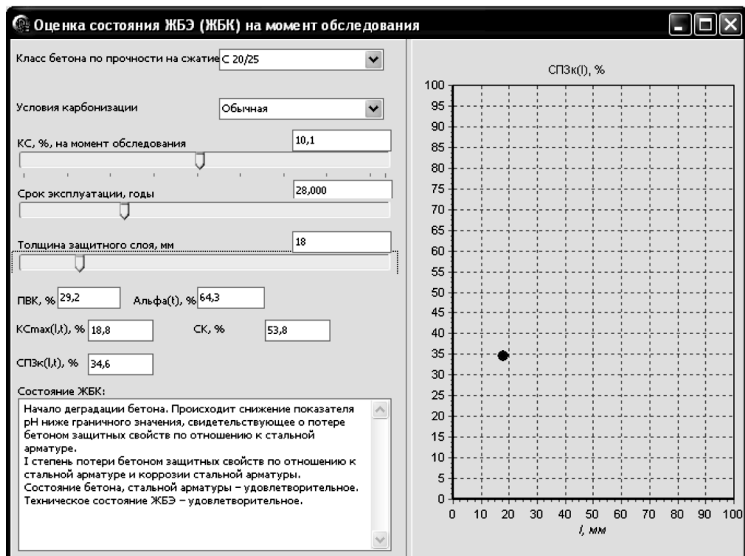 Оценка состояния ЖБЭ (ЖБК) на момент обследования
Класс бетона по прочности на сжатие C 20/25
Условия карбонизации Обычная
КС, %, на момент обследования 10,1
Срок эксплуатации, годы 28,000
Толщина защитного слоя, мм 18
ПВК, % 29,2 Альфа(t), % 64,3
KCmax(l,t), % 18,8 СК, % 53,8
СПЗк(l,t), % 34,6
Состояние ЖБК:
Начало деградации бетона. Происходит снижение показателя
pH ниже граничного значения, свидетельствующее о потере
бетоном защитных свойств по отношению к стальной
арматуре.
I степень потери бетоном защитных свойств по отношению к
стальной арматуре и коррозии стальной арматуры.
Состояние бетона, стальной арматуры – удовлетворительное.
Техническое состояние ЖБЭ – удовлетворительное.
СПЗк(l), %
100
95
90
85
80
75
70
65
60
55
50
45
40
35
30
25
20
15
10
5
0
0 10 20 30 40 50 60 70 80 90 100
l, мм